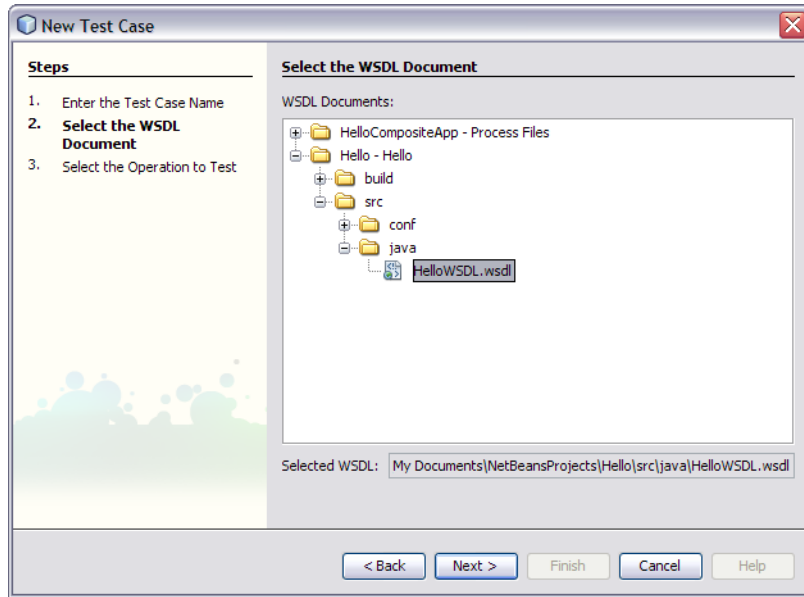 New Test Case
Steps
1. Enter the Test Case Name
2. Select the WSDL
Document
3. Select the Operation to Test
Select the WSDL Document
WSDL Documents:
HelloCompositeApp - Process Files
Hello - Hello
build
src
conf
java
HelloWSDL.wsdl
Selected WSDL: My Documents\NetBeansProjects\Hello\src\java\HelloWSDL.wsdl
< Back Next > Finish Cancel Help